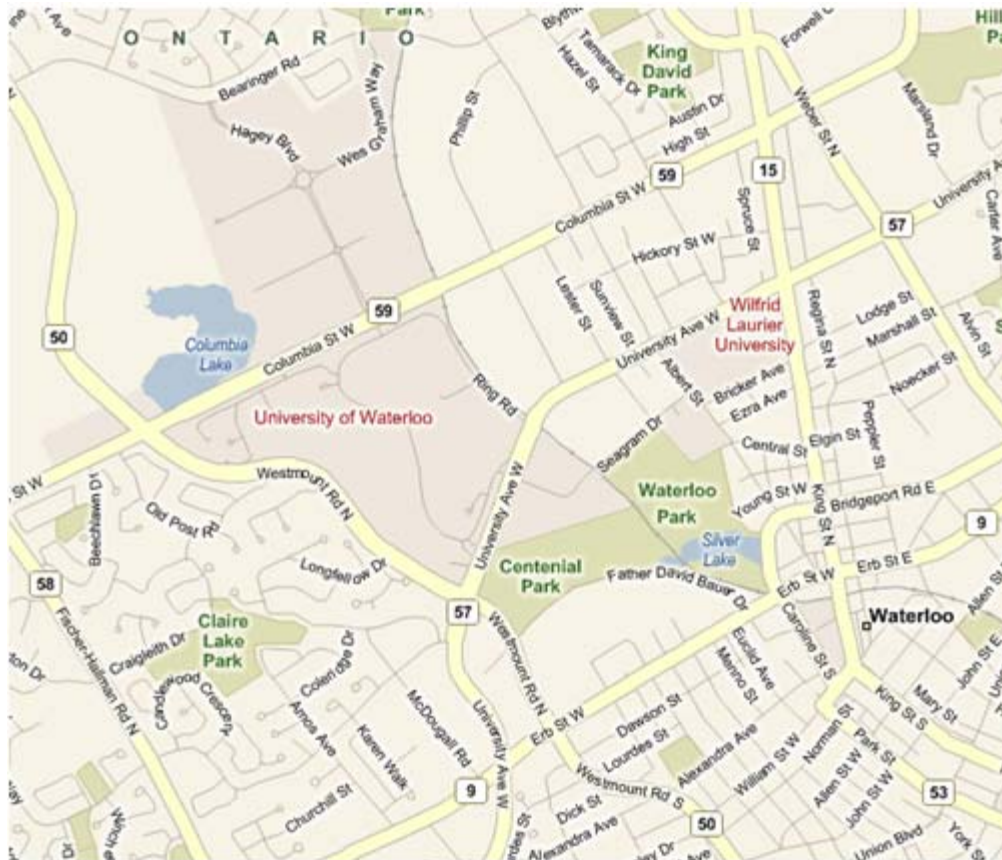 Park
ONTARIO
Bearinger Rd
Hagey Blvd
Wes Graham Way
Phillip St
Hazel St
Tamarack Dr
King
David
Park
Forwell
Austin Dr
High St
Weber St N
Marsland Dr
59
15
Columbia St W
Spruce St
Hickory St W
57
University
Carter Ave
50
59
Columbia
Lake
Columbia St W
Lester St
Sunview St
University Ave W
Wilfrid
Laurier
University
Regina St N
Lodge St
Marshall St
Alvin St
Noecker St
Ring Rd
Albert St
Bricker Ave
Ezra Ave
University of Waterloo
Seagram Dr
Central St
Elgin St
Peppler St
St W
Westmount Rd N
Beechlawn Dr
Old Post Rd
University Ave W
Waterloo
Park
Young St W
King St N
Bridgeport Rd E
9
Silver
Lake
Longfellow Dr
Centenial
Park
Father David Bauer Dr
Erb St W
Erb St E
58
57
Claire
Lake
Park
Craigleith Dr
Fischer-Hallman Rd N
Coleridge Dr
Westmount Rd N
Euclid Ave
Menno St
Caroline St S
Waterloo
Allen St
John St E
Candlewood Crescent
Amos Ave
Karen Walk
McDougall Rd
University Ave W
Erb St W
Dawson St
Lourdes St
Alexandra Ave
William St W
Norman St
Park St
King St S
Mary St
Allen St W
John St W
Churchill St
9
Westmount Rd S
Dick St
Alexandra Ave
50
53
Union Blvd
York St